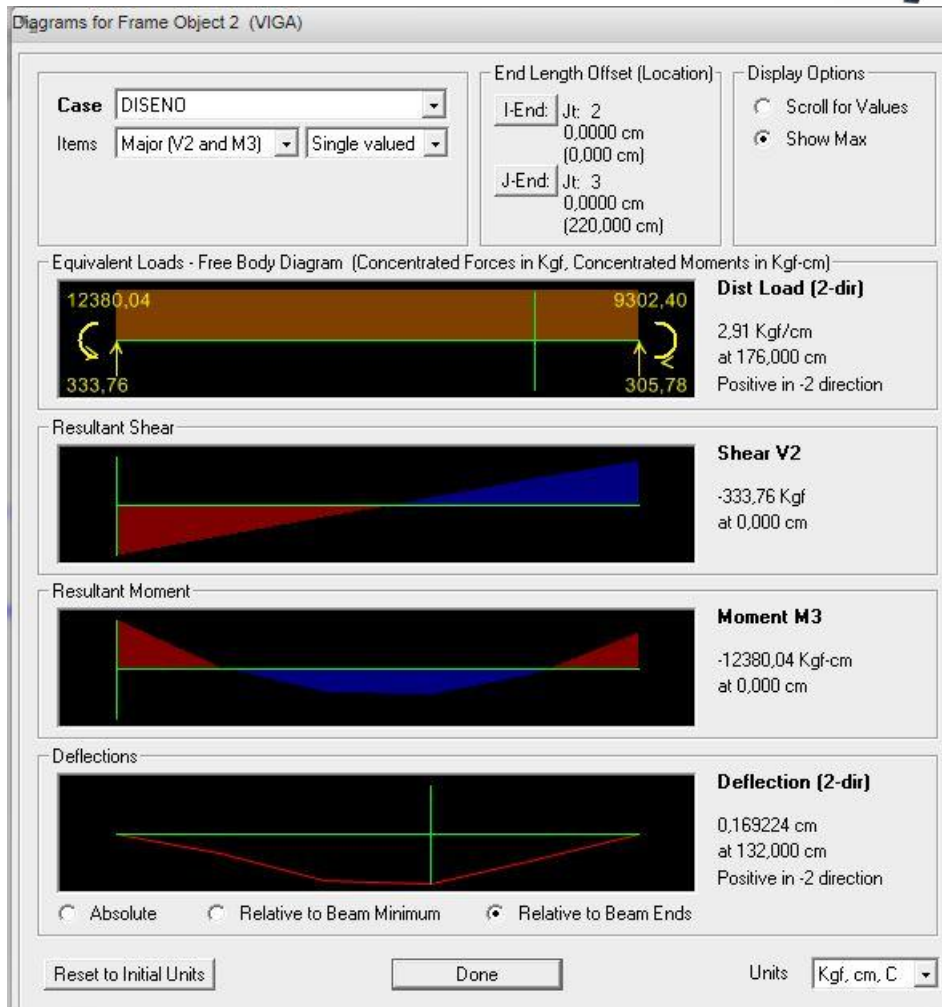 Diagrams for Frame Object 2 (VIGA)
End Length Offset (Location)
Display Options
Case DISENO
Items Major (V2 and M3) Single valued
I-End: Jt: 2
0,0000 cm
(0,000 cm)
J-End: Jt: 3
0,0000 cm
(220,000 cm)
Scroll for Values
Show Max
Equivalent Loads - Free Body Diagram (Concentrated Forces in Kgf, Concentrated Moments in Kgf-cm)
12380,04 9302,40
333,76 305,78
Dist Load (2-dir)
2,91 Kgf/cm
at 176,000 cm
Positive in -2 direction
Resultant Shear
Shear V2
-333,76 Kgf
at 0,000 cm
Resultant Moment
Moment M3
-12380,04 Kgf-cm
at 0,000 cm
Deflections
Deflection (2-dir)
0,169224 cm
at 132,000 cm
Positive in -2 direction
Absolute Relative to Beam Minimum Relative to Beam Ends
Reset to Initial Units Done Units Kgf, cm, C